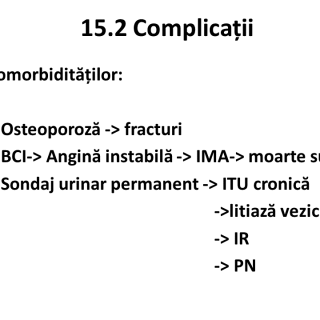 15.2 Complicații
omorbidităților:
Osteoporoză -> fracturi
BCI-> Angină instabilă -> IMA-> moarte su
Sondaj urinar permanent -> ITU cronică
->litiază vezic
-> IR
-> PN